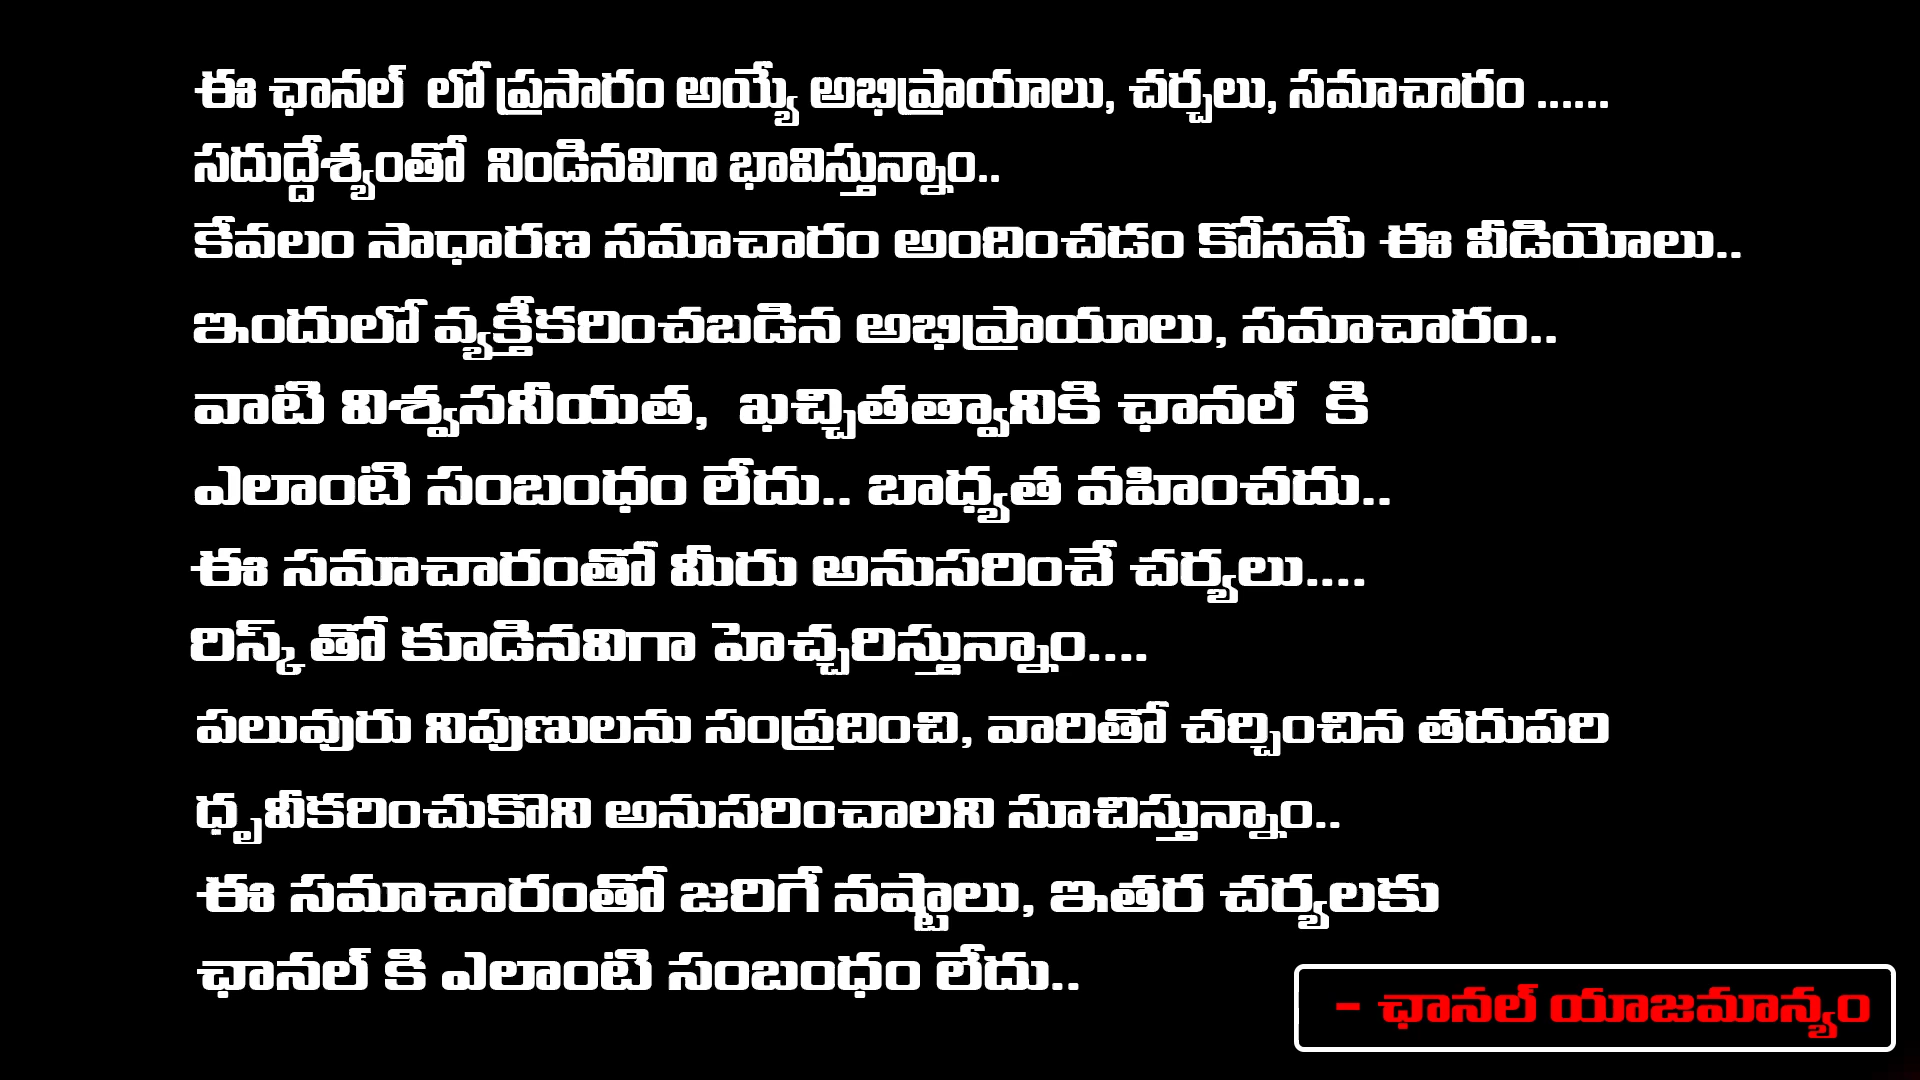 ఈ ఛానల్ లో ప్రసారం అయ్యే అభిప్రాయాలు, చర్చలు, సమాచారం ......
సదుద్దేశ్యంతో నిండినవిగా భావిస్తున్నాం..
కేవలం సాధారణ సమాచారం అందించడం కోసమే ఈ వీడియోలు..
ఇందులో వ్యక్తీకరించబడిన అభిప్రాయాలు, సమాచారం..
వాటి విశ్వసనీయత, ఖచ్చితత్వానికి ఛానల్ కి
ఎలాంటి సంబంధం లేదు.. బాధ్యత వహించదు..
ఈ సమాచారంతో మీరు అనుసరించే చర్యలు....
రిస్క్ తో కూడినవిగా హెచ్చరిస్తున్నాం....
పలువురు నిపుణులను సంప్రదించి, వారితో చర్చించిన తదుపరి
ధృవీకరించుకొని అనుసరించాలని సూచిస్తున్నాం..
ఈ సమాచారంతో జరిగే నష్టాలు, ఇతర చర్యలకు
ఛానల్ కి ఎలాంటి సంబంధం లేదు..
- ఛానల్ యాజమాన్యం